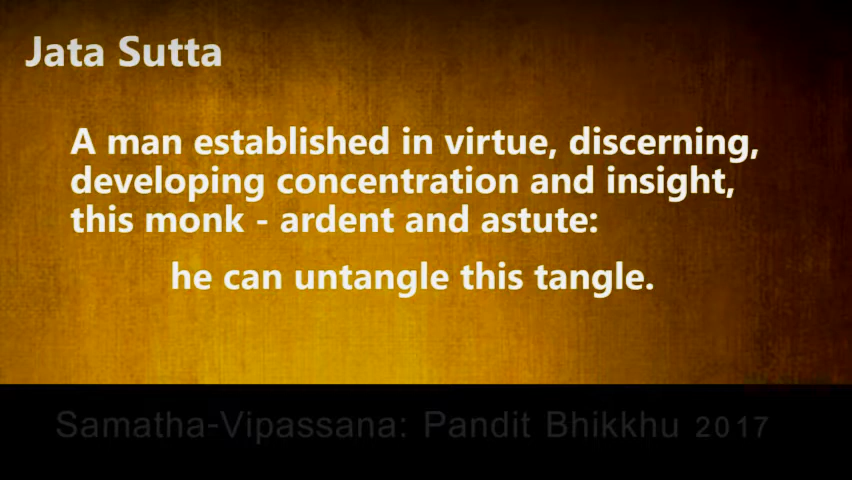 Jata Sutta
A man established in virtue, discerning,
developing concentration and insight,
this monk - ardent and astute:
he can untangle this tangle.
Samatha-Vipassana: Pandit Bhikkhu 2017